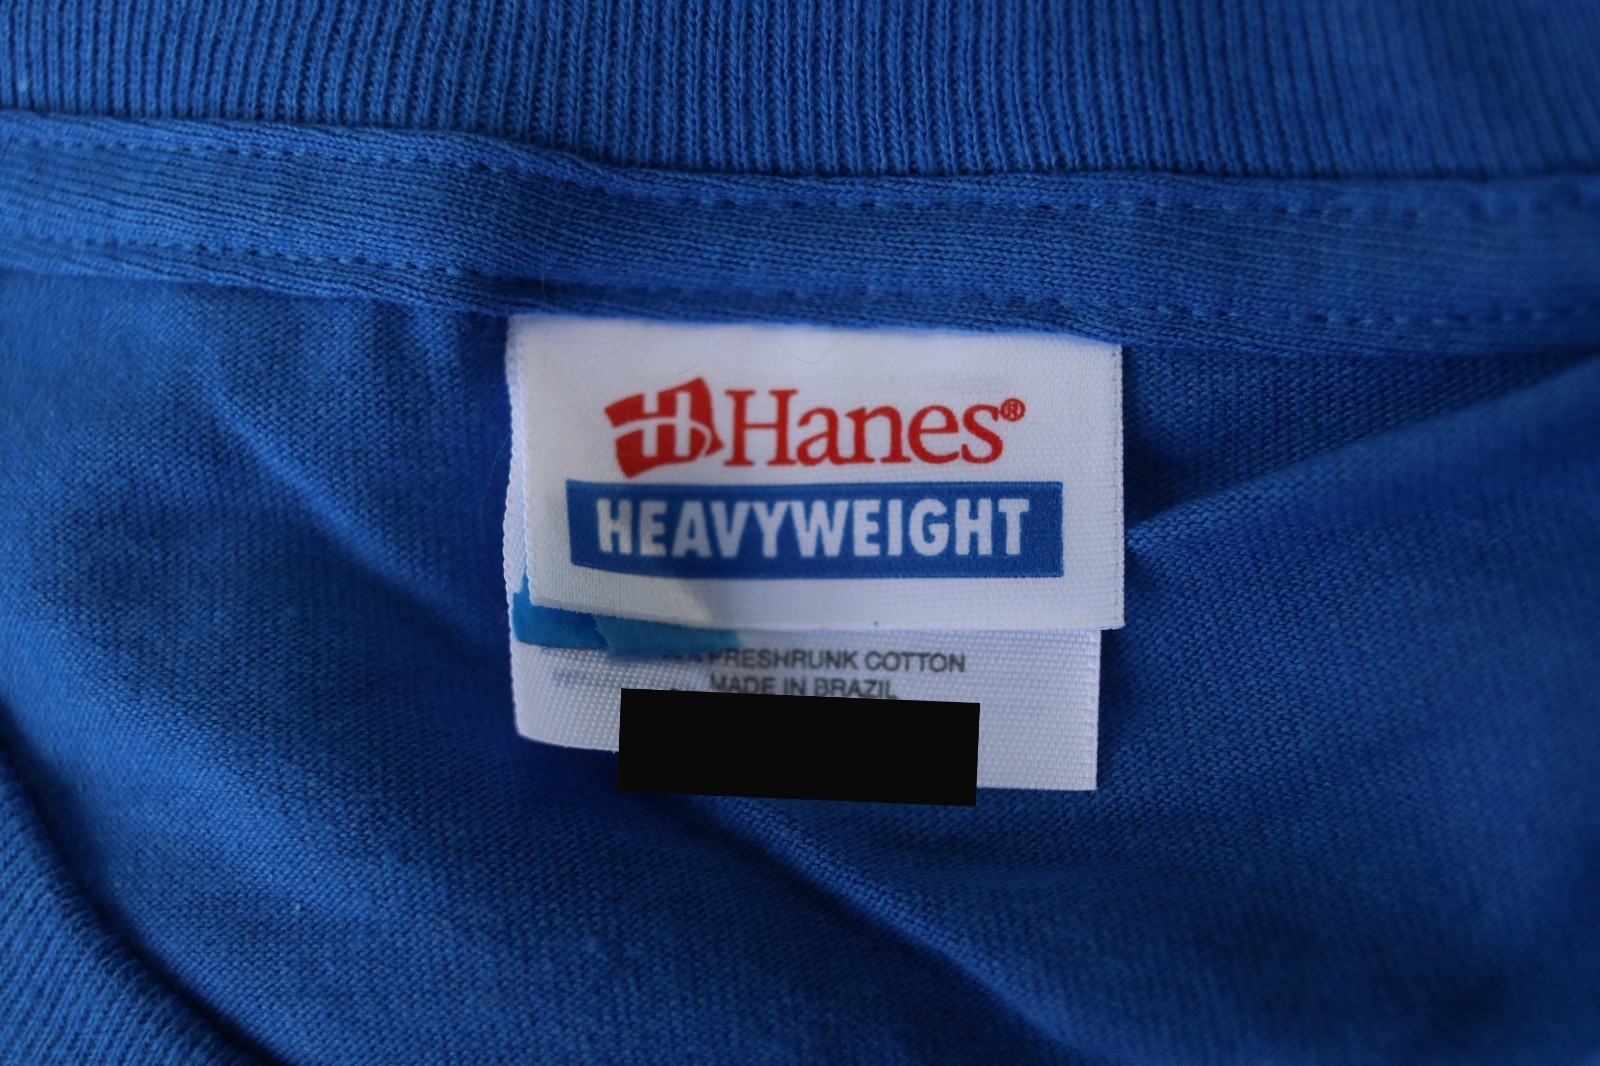 Hanes®
HEAVYWEIGHT
PRESHRUNK COTTON
MADE IN BRAZIL